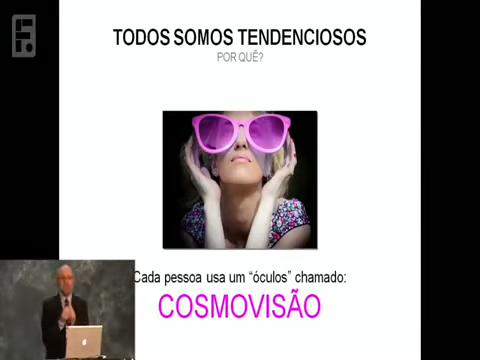 TODOS SOMOS TENDENCIOSOS
POR QUÊ?
Cada pessoa usa um “óculos” chamado:
COSMOVISÃO